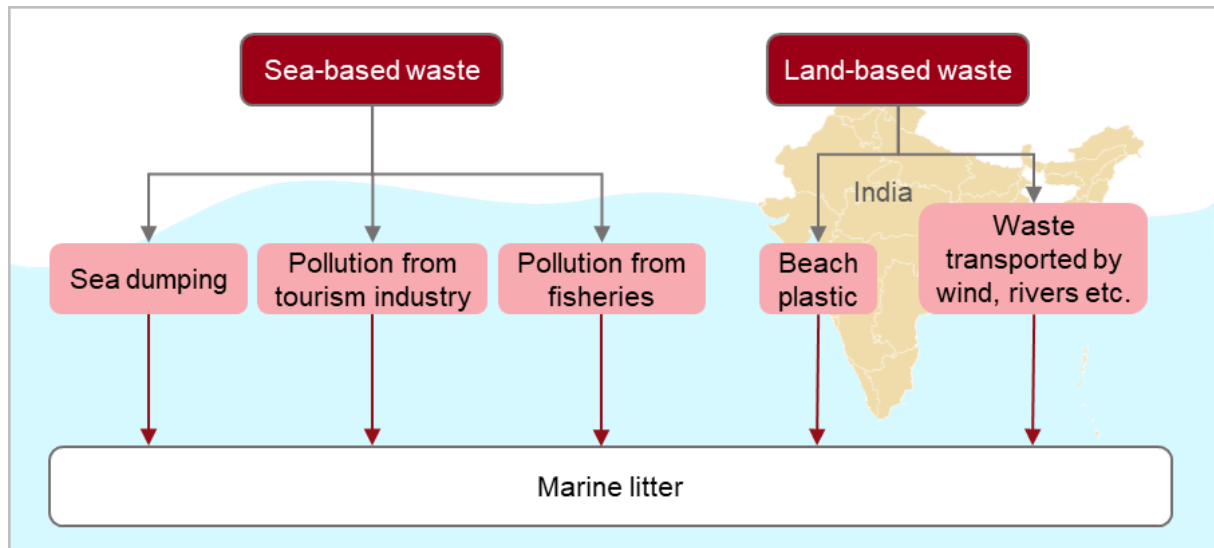 Sea-based waste
Land-based waste
India
Sea dumping
Pollution from
tourism industry
Pollution from
fisheries
Beach
plastic
Waste
transported by
wind, rivers etc.
Marine litter